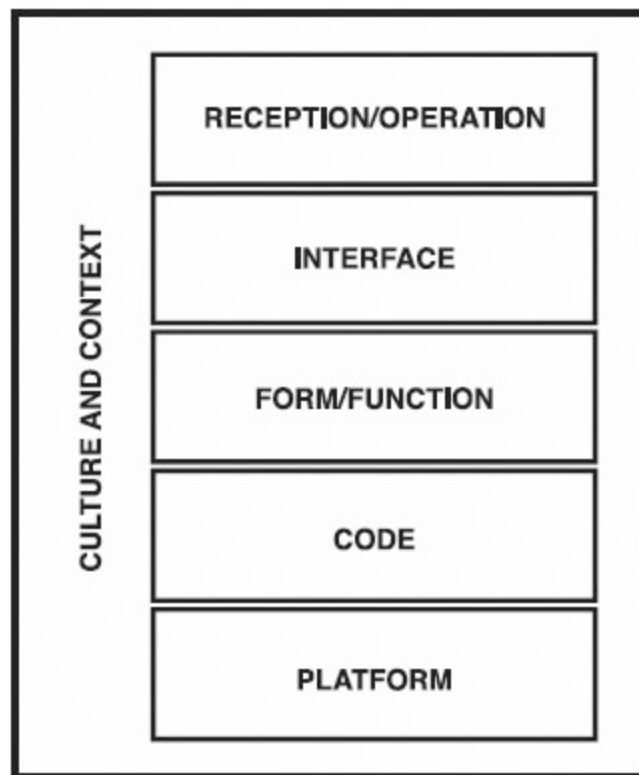 CULTURE AND CONTEXT
RECEPTION/OPERATION
INTERFACE
FORM/FUNCTION
CODE
PLATFORM